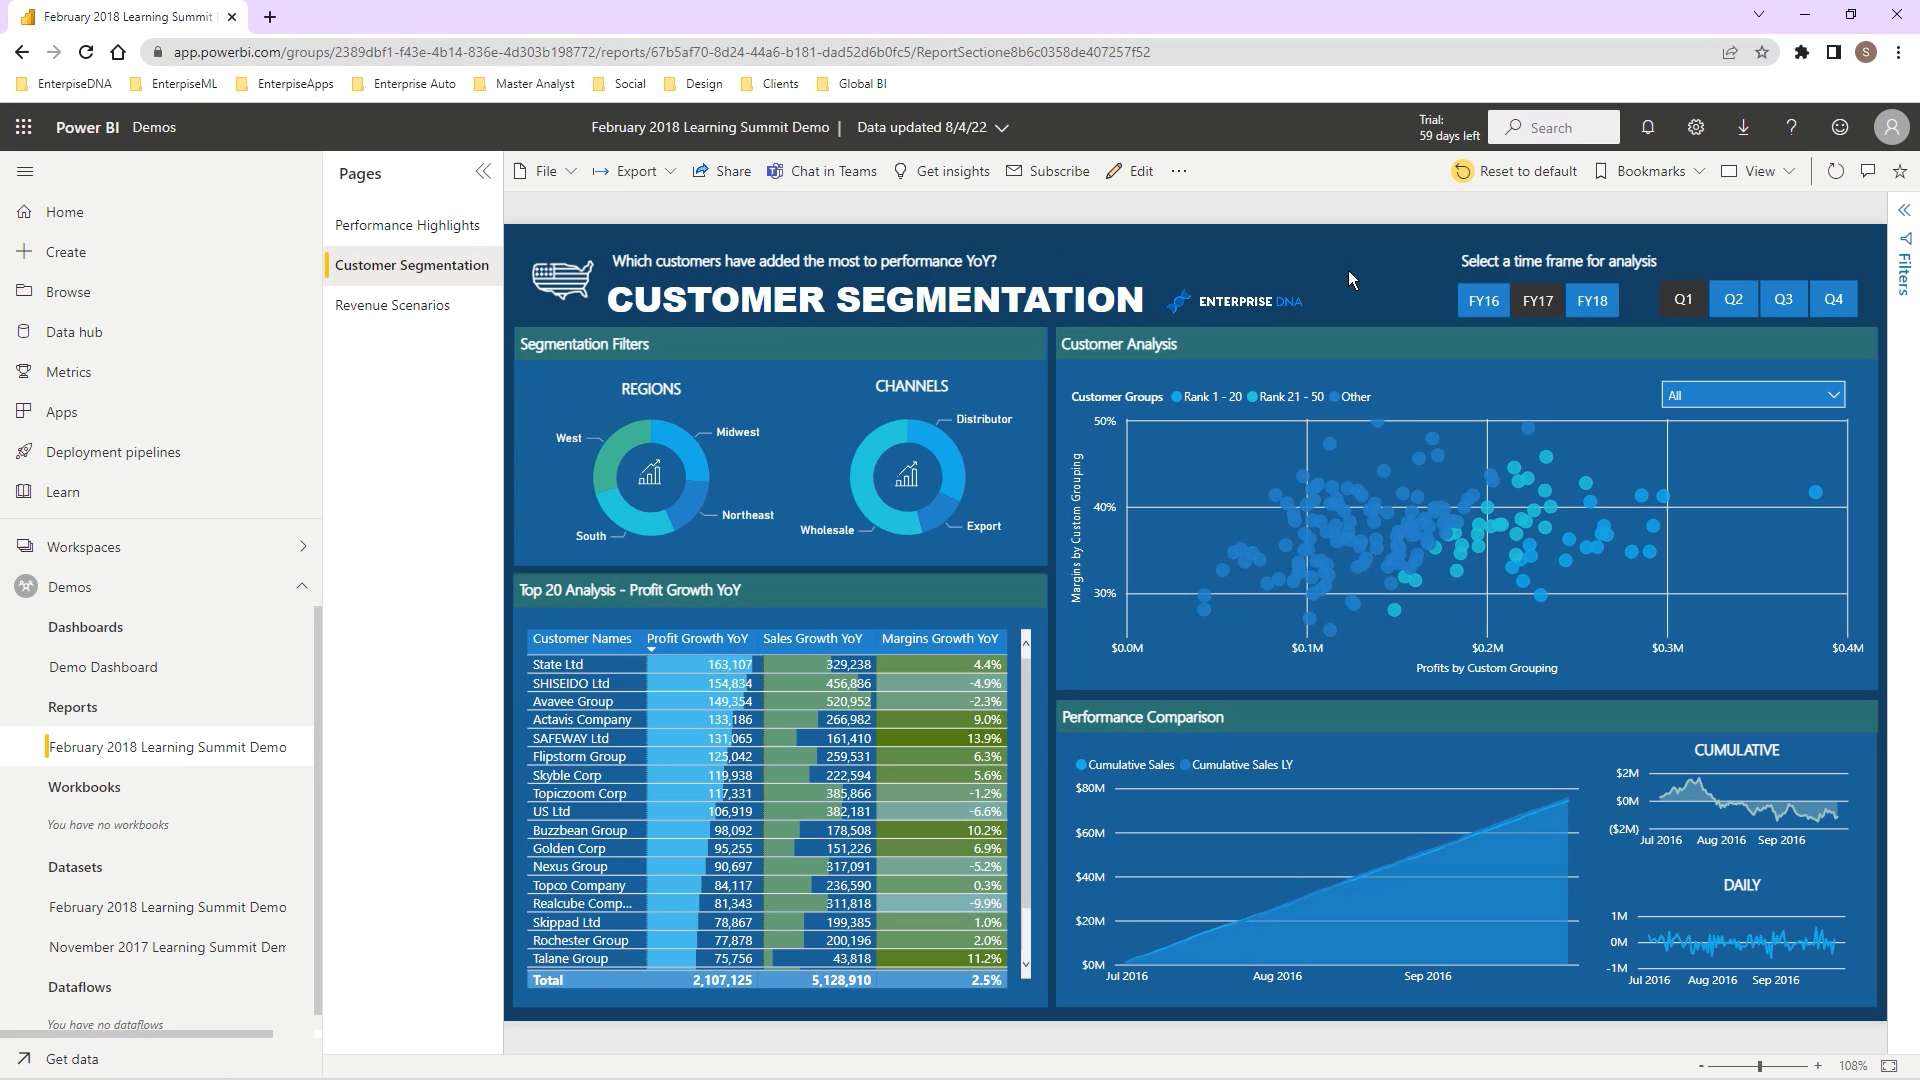 February 2018 Learning Summit
app.powerbi.com/groups/2389dbf1-f43e-4b14-836e-4d303b198772/reports/67b5af70-8d24-44a6-b181-dad52d6b0fc5/ReportSectione8b6c0358de407257f52
S
EnterpiseDNA
EnterpiseML
EnterpiseApps
Enterprise Auto
Master Analyst
Social
Design
Clients
Global BI
Power BI Demos
February 2018 Learning Summit Demo | Data updated 8/4/22
Trial:
59 days left
Search
Home
Create
Browse
Data hub
Metrics
Apps
Deployment pipelines
Learn
Workspaces
Demos
Dashboards
Demo Dashboard
Reports
February 2018 Learning Summit Demo
Workbooks
You have no workbooks
Datasets
February 2018 Learning Summit Demo
November 2017 Learning Summit Dem
Dataflows
You have no dataflows
Get data
Pages
Performance Highlights
Customer Segmentation
Revenue Scenarios
File
Export
Share
Chat in Teams
Get insights
Subscribe
Edit
Reset to default
Bookmarks
View
Filters
Which customers have added the most to performance YoY?
CUSTOMER SEGMENTATION
ENTERPRISE DNA
Select a time frame for analysis
FY16 FY17 FY18
Q1 Q2 Q3 Q4
Segmentation Filters
REGIONS
West
Midwest
Northeast
South
CHANNELS
Distributor
Wholesale
Export
Customer Analysis
Customer Groups Rank 1 - 20 Rank 21 - 50 Other
All
Margins by Custom Grouping
50%
40%
30%
$0.0M $0.1M $0.2M $0.3M $0.4M
Profits by Custom Grouping
Top 20 Analysis - Profit Growth YoY
Customer Names Profit Growth YoY Sales Growth YoY Margins Growth YoY
State Ltd 163,107 329,238 4.4%
SHISEIDO Ltd 154,834 456,886 -4.9%
Avavee Group 149,354 520,952 -2.3%
Actavis Company 133,186 266,982 9.0%
SAFEWAY Ltd 131,065 161,410 13.9%
Flipstorm Group 125,042 259,531 6.3%
Skyble Corp 119,938 222,594 5.6%
Topiczoom Corp 117,331 385,866 -1.2%
US Ltd 106,919 382,181 -6.6%
Buzzbean Group 98,092 178,508 10.2%
Golden Corp 95,255 151,226 6.9%
Nexus Group 90,697 317,091 -5.2%
Topco Company 84,117 236,590 0.3%
Realcube Comp... 81,343 311,818 -9.9%
Skippad Ltd 78,867 199,385 1.0%
Rochester Group 77,878 200,196 2.0%
Talane Group 75,756 43,818 11.2%
Total 2,107,125 5,128,910 2.5%
Performance Comparison
Cumulative Sales Cumulative Sales LY
$80M
$60M
$40M
$20M
$0M
Jul 2016 Aug 2016 Sep 2016
CUMULATIVE
$2M
$0M
($2M)
Jul 2016 Aug 2016 Sep 2016
DAILY
1M
0M
-1M
Jul 2016 Aug 2016 Sep 2016
- + 108%